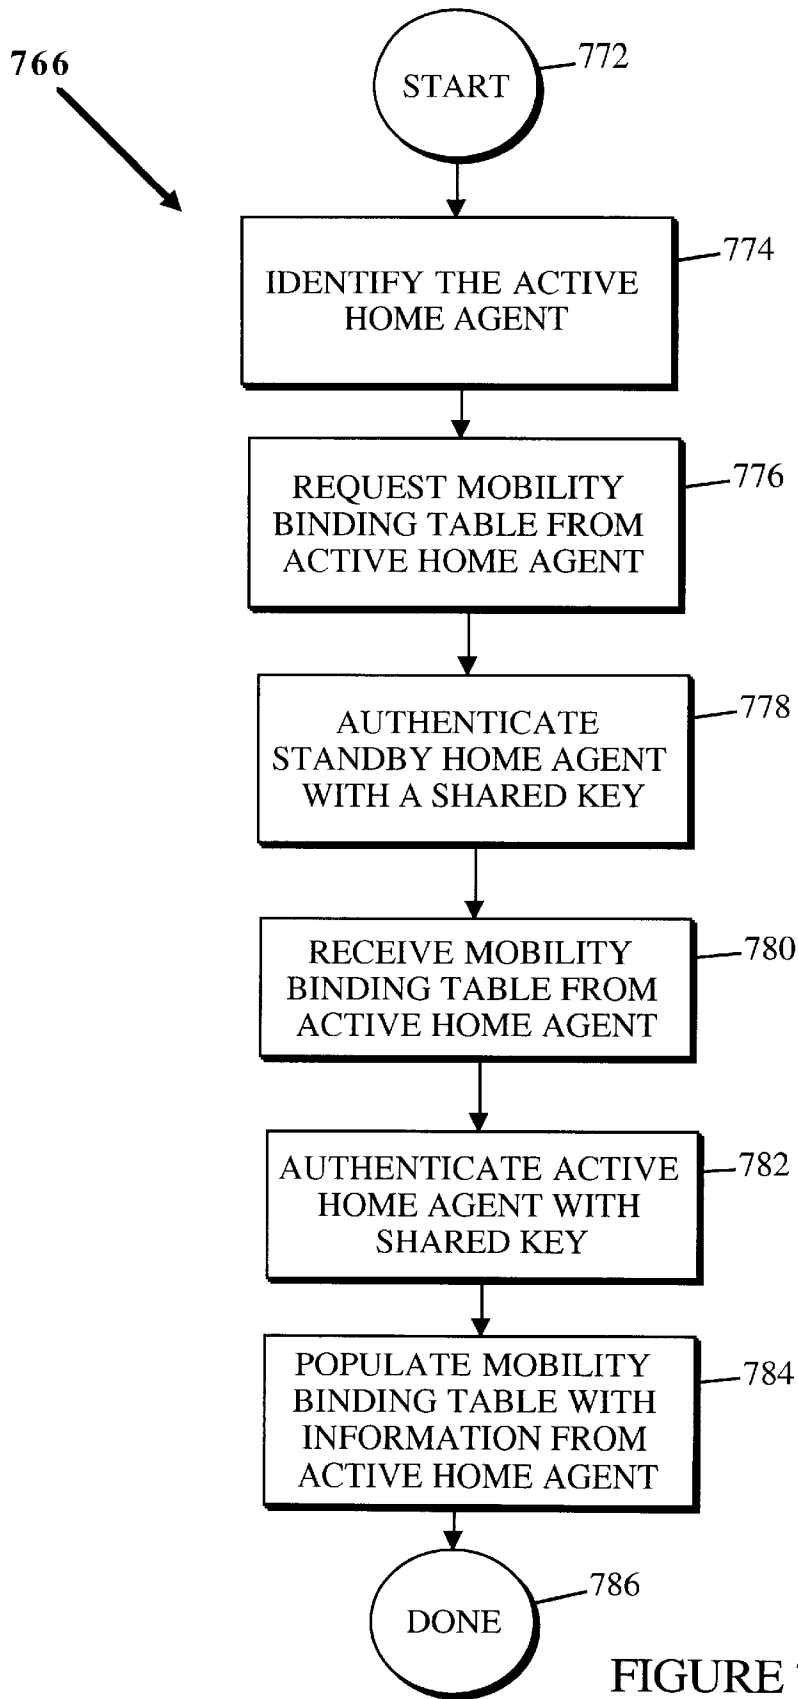 766
START
772
IDENTIFY THE ACTIVE
HOME AGENT
774
REQUEST MOBILITY
BINDING TABLE FROM
ACTIVE HOME AGENT
776
AUTHENTICATE
STANDBY HOME AGENT
WITH A SHARED KEY
778
RECEIVE MOBILITY
BINDING TABLE FROM
ACTIVE HOME AGENT
780
AUTHENTICATE ACTIVE
HOME AGENT WITH
SHARED KEY
782
POPULATE MOBILITY
BINDING TABLE WITH
INFORMATION FROM
ACTIVE HOME AGENT
784
DONE
786
FIGURE